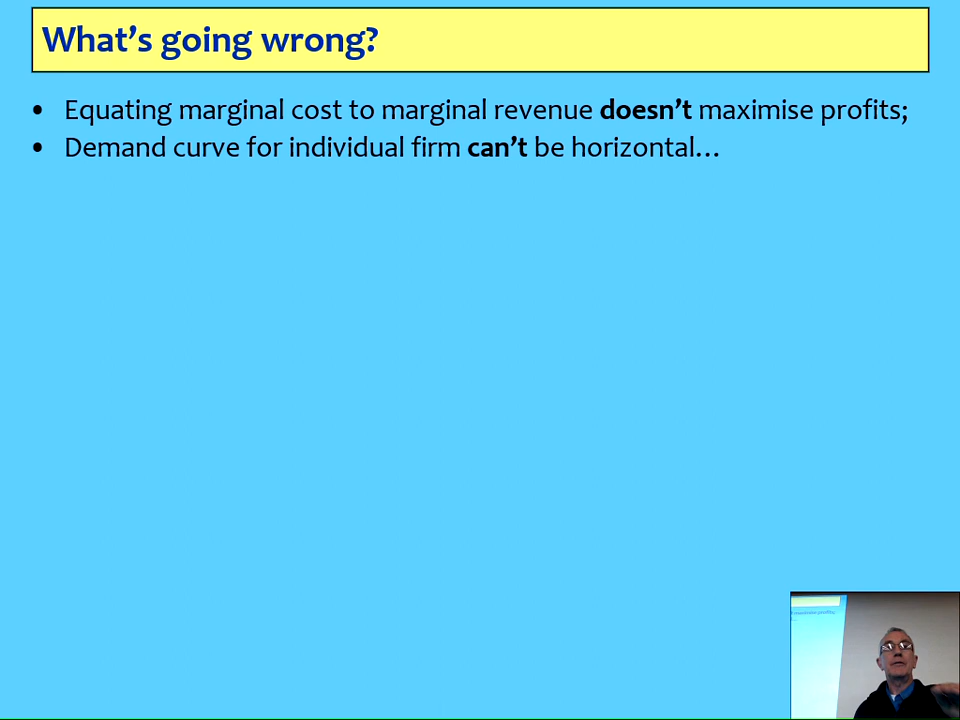 What’s going wrong?
• Equating marginal cost to marginal revenue doesn’t maximise profits;
• Demand curve for individual firm can’t be horizontal…